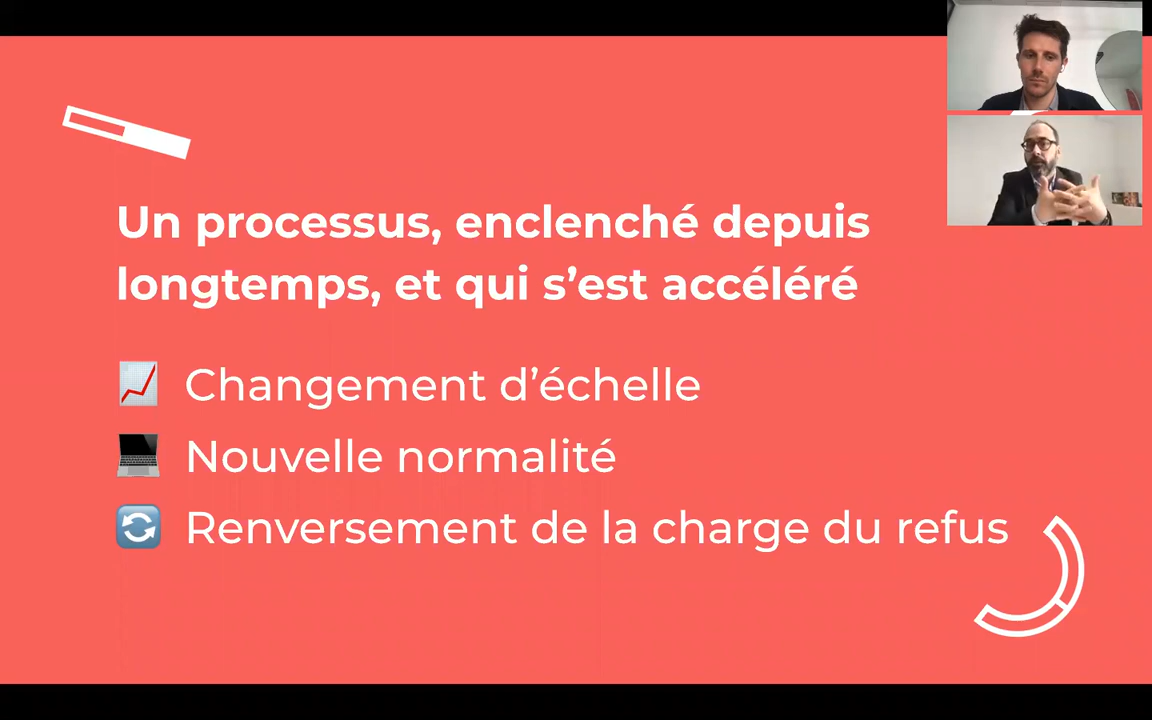 Un processus, enclenché depuis
longtemps, et qui s’est accéléré
Changement d’échelle
Nouvelle normalité
Renversement de la charge du refus